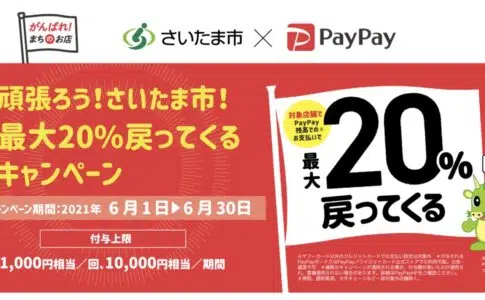 がんばれ!
まちのお店
さいたま市 × PayPay
頑張ろう!さいたま市!
最大20%戻ってくる
キャンペーン
ャンペーン期間:2021年 6月1日▶6月30日
付与上限
1,000円相当/回、10,000円相当/期間
対象店舗で
PayPay
残高での※
お支払いで
最大
20%
戻ってくる